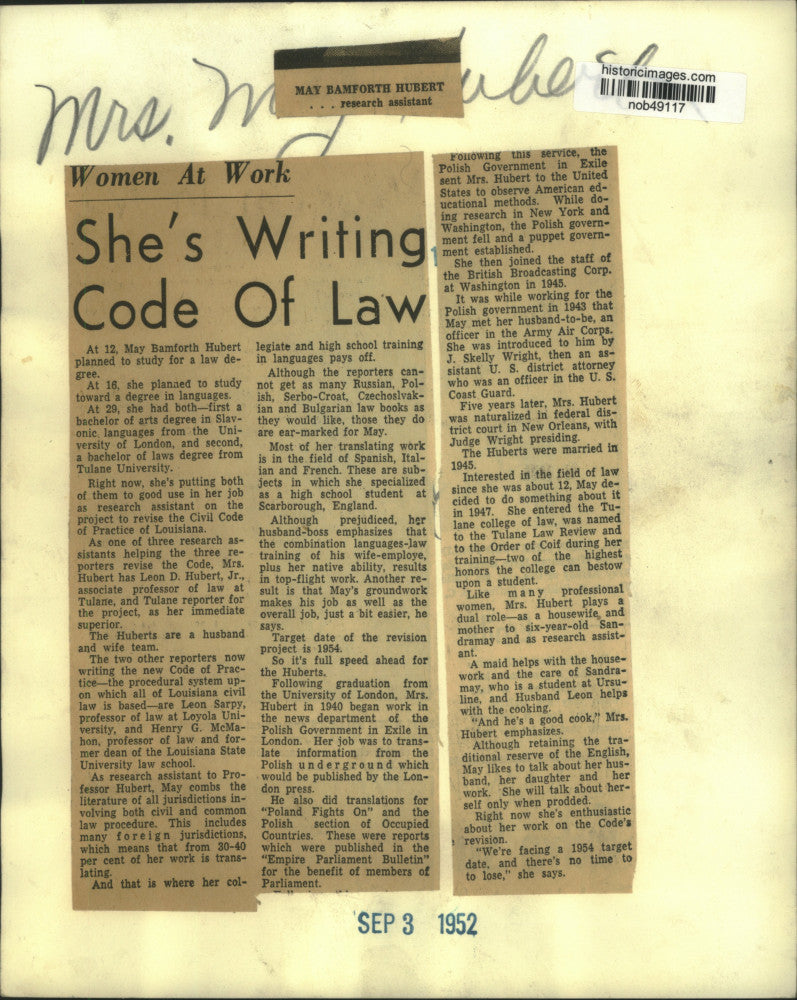 Mrs. May Hubert
MAY BAMFORTH HUBERT
. . . research assistant
historicimages.com
nob49117
Women At Work
She's Writing
Code Of Law
At 12, May Bamforth Hubert
planned to study for a law de-
gree.
At 16, she planned to study
toward a degree in languages.
At 29, she had both—first a
bachelor of arts degree in Slav-
onic languages from the Uni-
versity of London, and second,
a bachelor of laws degree from
Tulane University.
Right now, she's putting both
of them to good use in her job
as research assistant on the
project to revise the Civil Code
of Practice of Louisiana.
As one of three research as-
sistants helping the three re-
porters revise the Code, Mrs.
Hubert has Leon D. Hubert, Jr.,
associate professor of law at
Tulane, and Tulane reporter for
the project, as her immediate
superior.
The Huberts are a husband
and wife team.
The two other reporters now
writing the new Code of Prac-
tice—the procedural system up-
on which all of Louisiana civil
law is based—are Leon Sarpy,
professor of law at Loyola Uni-
versity, and Henry G. McMa-
hon, professor of law and for-
mer dean of the Louisiana State
University law school.
As research assistant to Pro-
fessor Hubert, May combs the
literature of all jurisdictions in-
volving both civil and common
law procedure. This includes
many foreign jurisdictions,
which means that from 30-40
per cent of her work is trans-
lating.
And that is where her col-
legiate and high school training
in languages pays off.
Although the reporters can-
not get as many Russian, Pol-
ish, Serbo-Croat, Czechoslvak-
ian and Bulgarian law books as
they would like, those they do
are ear-marked for May.
Most of her translating work
is in the field of Spanish, Ital-
ian and French. These are sub-
jects in which she specialized
as a high school student at
Scarborough, England.
Although prejudiced, her
husband-boss emphasizes that
the combination languages-law
training of his wife-employe,
plus her native ability, results
in top-flight work. Another re-
sult is that May's groundwork
makes his job as well as the
overall job, just a bit easier, he
says.
Target date of the revision
project is 1954.
So it's full speed ahead for
the Huberts.
Following graduation from
the University of London, Mrs.
Hubert in 1940 began work in
the news department of the
Polish Government in Exile in
London. Her job was to trans-
late information from the
Polish underground which
would be published by the Lon-
don press.
He also did translations for
"Poland Fights On" and the
Polish section of Occupied
Countries. These were reports
which were published in the
"Empire Parliament Bulletin"
for the benefit of members of
Parliament.
Following this service, the
Polish Government in Exile
sent Mrs. Hubert to the United
States to observe American ed-
ucational methods. While do-
ing research in New York and
Washington, the Polish govern-
ment fell and a puppet govern-
ment established.
She then joined the staff of
the British Broadcasting Corp.
at Washington in 1945.
It was while working for the
Polish government in 1943 that
May met her husband-to-be, an
officer in the Army Air Corps.
She was introduced to him by
J. Skelly Wright, then an as-
sistant U. S. district attorney
who was an officer in the U. S.
Coast Guard.
Five years later, Mrs. Hubert
was naturalized in federal dis-
trict court in New Orleans, with
Judge Wright presiding.
The Huberts were married in
1945.
Interested in the field of law
since she was about 12, May de-
cided to do something about it
in 1947. She entered the Tu-
lane college of law, was named
to the Tulane Law Review and
to the Order of Coif during her
training—two of the highest
honors the college can bestow
upon a student.
Like many professional
women, Mrs. Hubert plays a
dual role—as a housewife and
mother to six-year-old San-
dramay and as research assist-
ant.
A maid helps with the house-
work and the care of Sandra-
may, who is a student at Ursu-
line, and Husband Leon helps
with the cooking.
"And he's a good cook," Mrs.
Hubert emphasizes.
Although retaining the tra-
ditional reserve of the English,
May likes to talk about her hus-
band, her daughter and her
work. She will talk about her-
self only when prodded.
Right now she's enthusiastic
about her work on the Code's
revision.
"We're facing a 1954 target
date, and there's no time to
to lose," she says.
SEP 3 1952